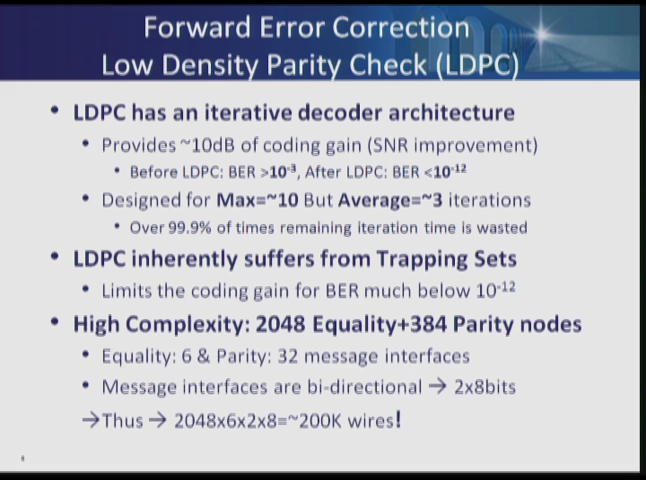 Forward Error Correction
Low Density Parity Check (LDPC)
• LDPC has an iterative decoder architecture
• Provides ~10dB of coding gain (SNR improvement)
• Before LDPC: BER >10⁻³, After LDPC: BER <10⁻¹²
• Designed for Max=~10 But Average=~3 iterations
• Over 99.9% of times remaining iteration time is wasted
• LDPC inherently suffers from Trapping Sets
• Limits the coding gain for BER much below 10⁻¹²
• High Complexity: 2048 Equality+384 Parity nodes
• Equality: 6 & Parity: 32 message interfaces
• Message interfaces are bi-directional → 2x8bits
→Thus → 2048x6x2x8=~200K wires!